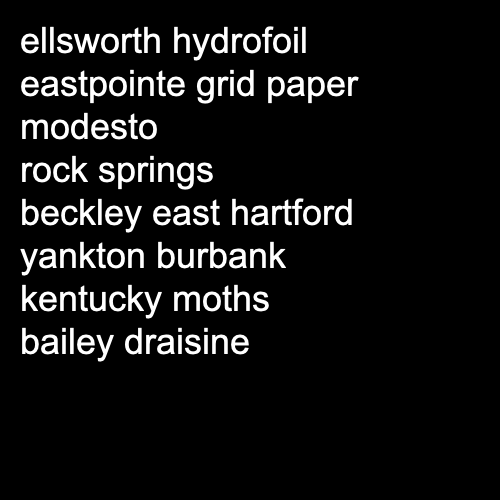 ellsworth hydrofoil
eastpointe grid paper
modesto
rock springs
beckley east hartford
yankton burbank
kentucky moths
bailey draisine